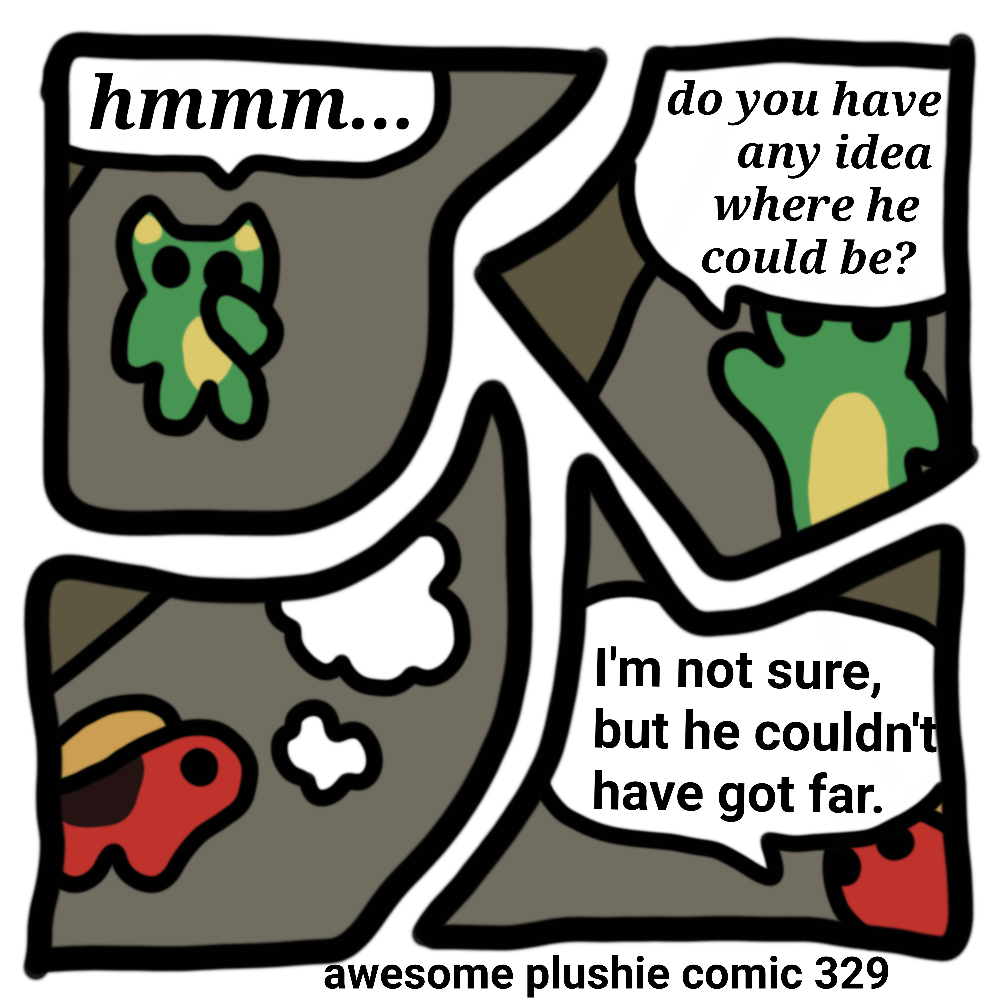 hmmm...
do you have
any idea
where he
could be?
I'm not sure,
but he couldn't
have got far.
awesome plushie comic 329